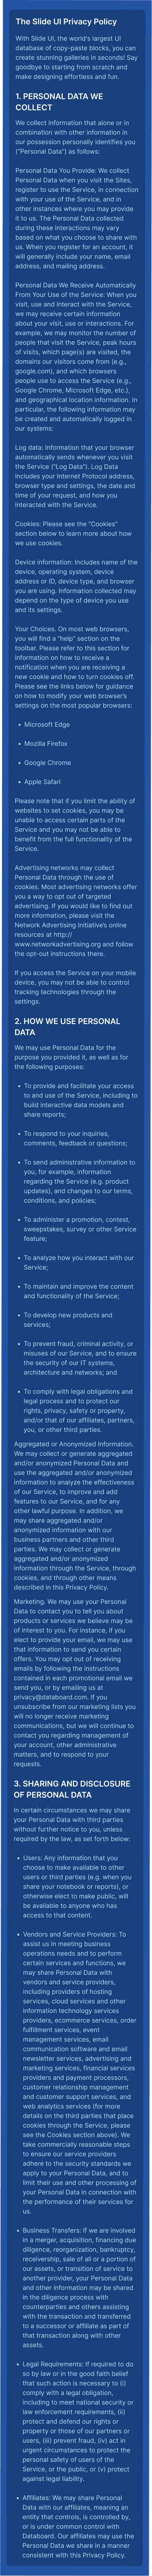 The Slide UI Privacy Policy
With Slide UI, the world's largest UI
database of copy-paste blocks, you can
create stunning galleries in seconds! Say
goodbye to starting from scratch and
make designing effortless and fun.
1. PERSONAL DATA WE
COLLECT
We collect information that alone or in
combination with other information in
our possession personally identifies you
("Personal Data") as follows:
Personal Data You Provide: We collect
Personal Data when you visit the Sites,
register to use the Service, in connection
with your use of the Service, and in
other instances where you may provide
it to us. The Personal Data collected
during these interactions may vary
based on what you choose to share with
us. When you register for an account, it
will generally include your name, email
address, and mailing address.
Personal Data We Receive Automatically
From Your Use of the Service: When you
visit, use and interact with the Service,
we may receive certain information
about your visit, use or interactions. For
example, we may monitor the number of
people that visit the Service, peak hours
of visits, which page(s) are visited, the
domains our visitors come from (e.g.,
google.com), and which browsers
people use to access the Service (e.g.,
Google Chrome, Microsoft Edge, etc.),
and geographical location information. In
particular, the following information may
be created and automatically logged in
our systems:
Log data: Information that your browser
automatically sends whenever you visit
the Service ("Log Data"). Log Data
includes your Internet Protocol address,
browser type and settings, the date and
time of your request, and how you
interacted with the Service.
Cookies: Please see the "Cookies"
section below to learn more about how
we use cookies.
Device information: Includes name of the
device, operating system, device
address or ID, device type, and browser
you are using. Information collected may
depend on the type of device you use
and its settings.
Your Choices. On most web browsers,
you will find a "help" section on the
toolbar. Please refer to this section for
information on how to receive a
notification when you are receiving a
new cookie and how to turn cookies off.
Please see the links below for guidance
on how to modify your web browser's
settings on the most popular browsers:
• Microsoft Edge
• Mozilla Firefox
• Google Chrome
• Apple Safari
Please note that if you limit the ability of
websites to set cookies, you may be
unable to access certain parts of the
Service and you may not be able to
benefit from the full functionality of the
Service.
Advertising networks may collect
Personal Data through the use of
cookies. Most advertising networks offer
you a way to opt out of targeted
advertising. If you would like to find out
more information, please visit the
Network Advertising Initiative's online
resources at http://
www.networkadvertising.org and follow
the opt-out instructions there.
If you access the Service on your mobile
device, you may not be able to control
tracking technologies through the
settings.
2. HOW WE USE PERSONAL
DATA
We may use Personal Data for the
purpose you provided it, as well as for
the following purposes:
• To provide and facilitate your access
to and use of the Service, including to
build interactive data models and
share reports;
• To respond to your inquiries,
comments, feedback or questions;
• To send administrative information to
you, for example, information
regarding the Service (e.g. product
updates), and changes to our terms,
conditions, and policies;
• To administer a promotion, contest,
sweepstakes, survey or other Service
feature;
• To analyze how you interact with our
Service;
• To maintain and improve the content
and functionality of the Service;
• To develop new products and
services;
• To prevent fraud, criminal activity, or
misuses of our Service, and to ensure
the security of our IT systems,
architecture and networks; and
• To comply with legal obligations and
legal process and to protect our
rights, privacy, safety or property,
and/or that of our affiliates, partners,
you, or other third parties.
Aggregated or Anonymized Information.
We may collect or generate aggregated
and/or anonymized Personal Data and
use the aggregated and/or anonymized
information to analyze the effectiveness
of our Service, to improve and add
features to our Service, and for any
other lawful purpose. In addition, we
may share aggregated and/or
anonymized information with our
business partners and other third
parties. We may collect or generate
aggregated and/or anonymized
information through the Service, through
cookies, and through other means
described in this Privacy Policy.
Marketing. We may use your Personal
Data to contact you to tell you about
products or services we believe may be
of interest to you. For instance, if you
elect to provide your email, we may use
that information to send you certain
offers. You may opt out of receiving
emails by following the instructions
contained in each promotional email we
send you, or by emailing us at
privacy@databoard.com. If you
unsubscribe from our marketing lists you
will no longer receive marketing
communications, but we will continue to
contact you regarding management of
your account, other administrative
matters, and to respond to your
requests.
3. SHARING AND DISCLOSURE
OF PERSONAL DATA
In certain circumstances we may share
your Personal Data with third parties
without further notice to you, unless
required by the law, as set forth below:
• Users: Any information that you
choose to make available to other
users or third parties (e.g. when you
share your notebook or reports), or
otherwise elect to make public, will
be available to anyone who has
access to that content.
• Vendors and Service Providers: To
assist us in meeting business
operations needs and to perform
certain services and functions, we
may share Personal Data with
vendors and service providers,
including providers of hosting
services, cloud services and other
information technology services
providers, ecommerce services, order
fulfillment services, event
management services, email
communication software and email
newsletter services, advertising and
marketing services, financial services
providers and payment processors,
customer relationship management
and customer support services, and
web analytics services (for more
details on the third parties that place
cookies through the Service, please
see the Cookies section above). We
take commercially reasonable steps
to ensure our service providers
adhere to the security standards we
apply to your Personal Data, and to
limit their use and other processing of
your Personal Data in connection with
the performance of their services for
us.
• Business Transfers: If we are involved
in a merger, acquisition, financing due
diligence, reorganization, bankruptcy,
receivership, sale of all or a portion of
our assets, or transition of service to
another provider, your Personal Data
and other information may be shared
in the diligence process with
counterparties and others assisting
with the transaction and transferred
to a successor or affiliate as part of
that transaction along with other
assets.
• Legal Requirements: If required to do
so by law or in the good faith belief
that such action is necessary to (i)
comply with a legal obligation,
including to meet national security or
law enforcement requirements, (ii)
protect and defend our rights or
property or those of our partners or
users, (iii) prevent fraud, (iv) act in
urgent circumstances to protect the
personal safety of users of the
Service, or the public, or (v) protect
against legal liability.
• Affiliates: We may share Personal
Data with our affiliates, meaning an
entity that controls, is controlled by,
or is under common control with
Databoard. Our affiliates may use the
Personal Data we share in a manner
consistent with this Privacy Policy.